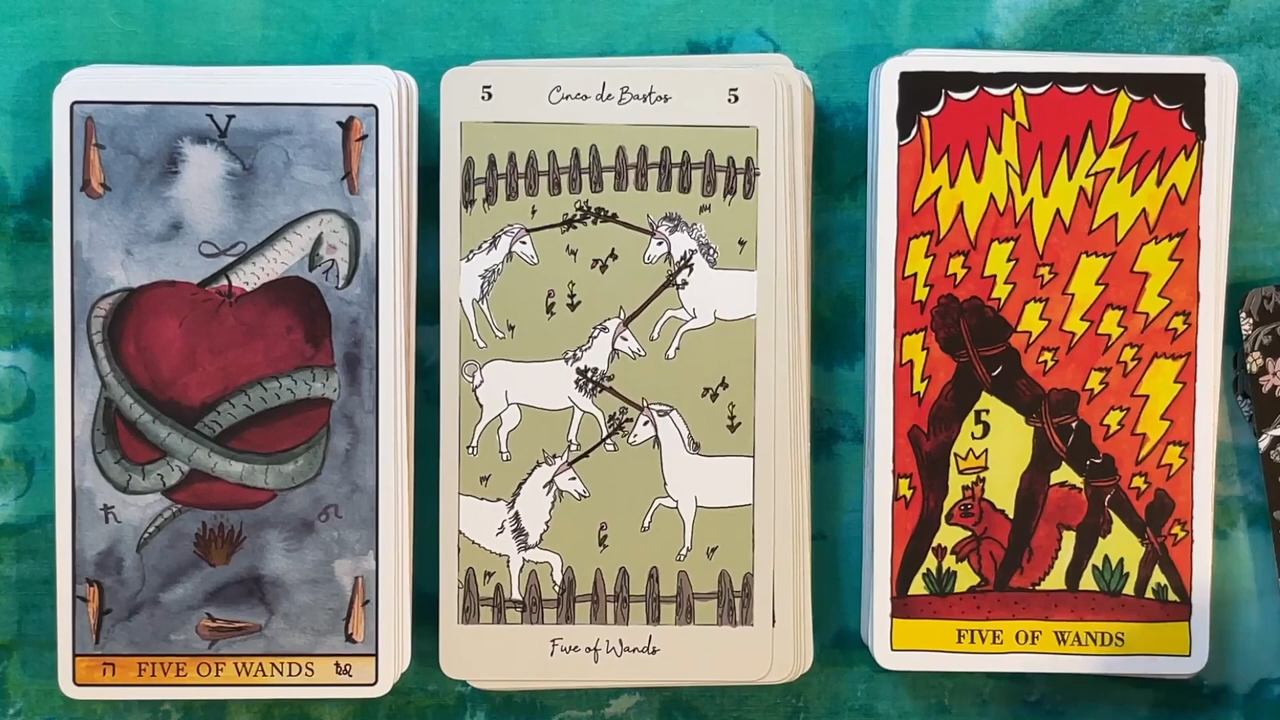 V
ה FIVE OF WANDS ♄♌
♄ ♌
5 Cinco de Bastos 5
Five of Wands
5
FIVE OF WANDS